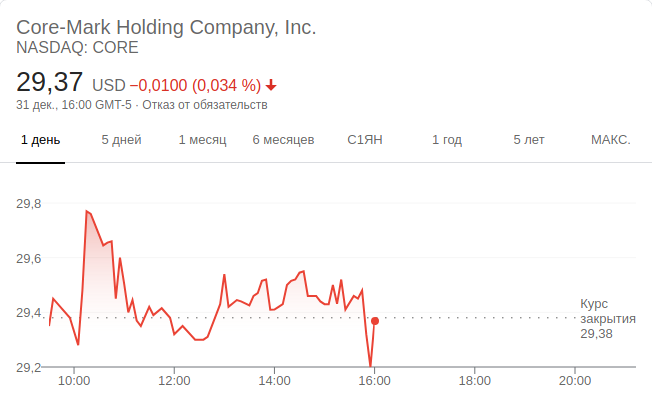 Core-Mark Holding Company, Inc.
NASDAQ: CORE
29,37 USD −0,0100 (0,034 %)
31 дек., 16:00 GMT-5 · Отказ от обязательств
1 день 5 дней 1 месяц 6 месяцев С1ЯН 1 год 5 лет МАКС.
29,8
29,6
29,4
29,2
Курс
закрытия
29,38
10:00 12:00 14:00 16:00 18:00 20:00